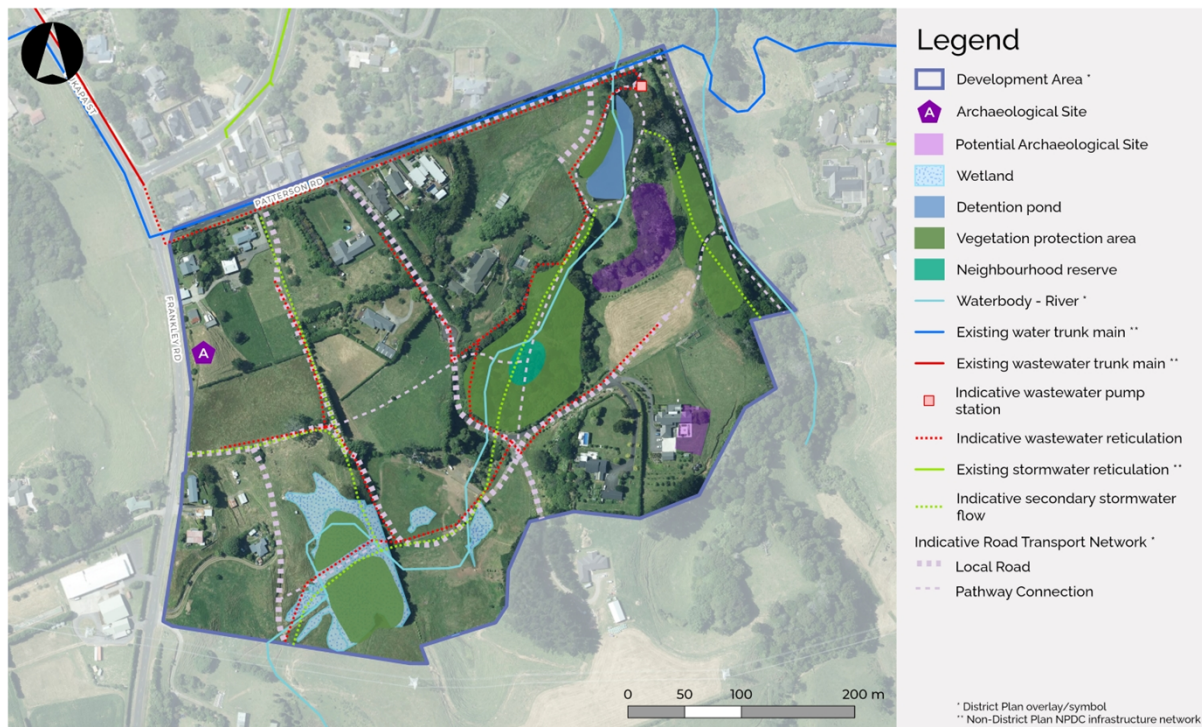 KAPA ST
PATTERSON RD
FRANKLEY RD
A
0 50 100 200 m
Legend
Development Area *
A Archaeological Site
Potential Archaeological Site
Wetland
Detention pond
Vegetation protection area
Neighbourhood reserve
Waterbody - River *
Existing water trunk main **
Existing wastewater trunk main **
Indicative wastewater pump
station
Indicative wastewater reticulation
Existing stormwater reticulation **
Indicative secondary stormwater
flow
Indicative Road Transport Network *
Local Road
Pathway Connection
* District Plan overlay/symbol
** Non-District Plan NPDC infrastructure network